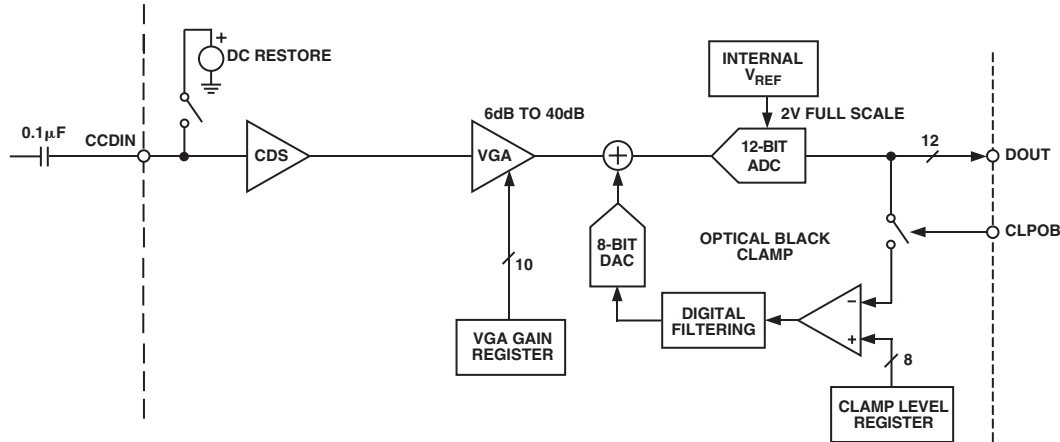 +
DC RESTORE
INTERNAL
VREF
0.1µF
CCDIN
6dB TO 40dB
2V FULL SCALE
CDS
VGA
+
12-BIT
ADC
12
DOUT
8-BIT
DAC
OPTICAL BLACK
CLAMP
CLPOB
10
DIGITAL
FILTERING
–
+
VGA GAIN
REGISTER
8
CLAMP LEVEL
REGISTER